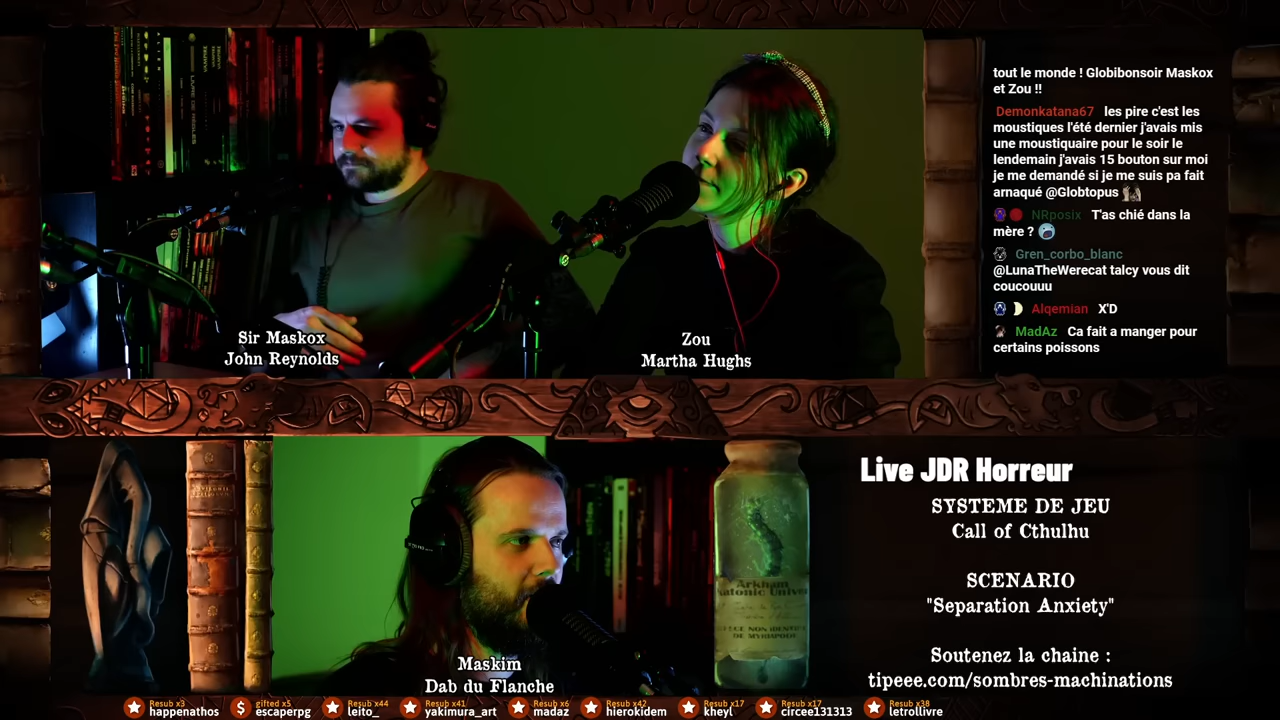 tout le monde ! Globibonsoir Maskox
et Zou !!
Demonkatana67 les pire c'est les
moustiques l'été dernier j'avais mis
une moustiquaire pour le soir le
lendemain j'avais 15 bouton sur moi
je me demandé si je me suis pa fait
arnaqué @Globtopus
NRposix T'as chié dans la
mère ?
Gren_corbo_blanc
@LunaTheWerecat talcy vous dit
coucouuu
Alqemian X'D
MadAz Ca fait a manger pour
certains poissons
Sir Maskox
John Reynolds
Zou
Martha Hughs
Maskim
Dab du Flanche
Arkham
Live JDR Horreur
SYSTEME DE JEU
Call of Cthulhu
SCENARIO
"Separation Anxiety"
Soutenez la chaine :
tipeee.com/sombres-machinations
Resub x3
happenathos
gifted x5
escaperpg
Resub x44
leito_
Resub x41
yakimura_art
Resub x6
madaz
Resub x42
hierokidem
Resub x17
kheyl
Resub x17
circee131313
Resub x38
letrollivre